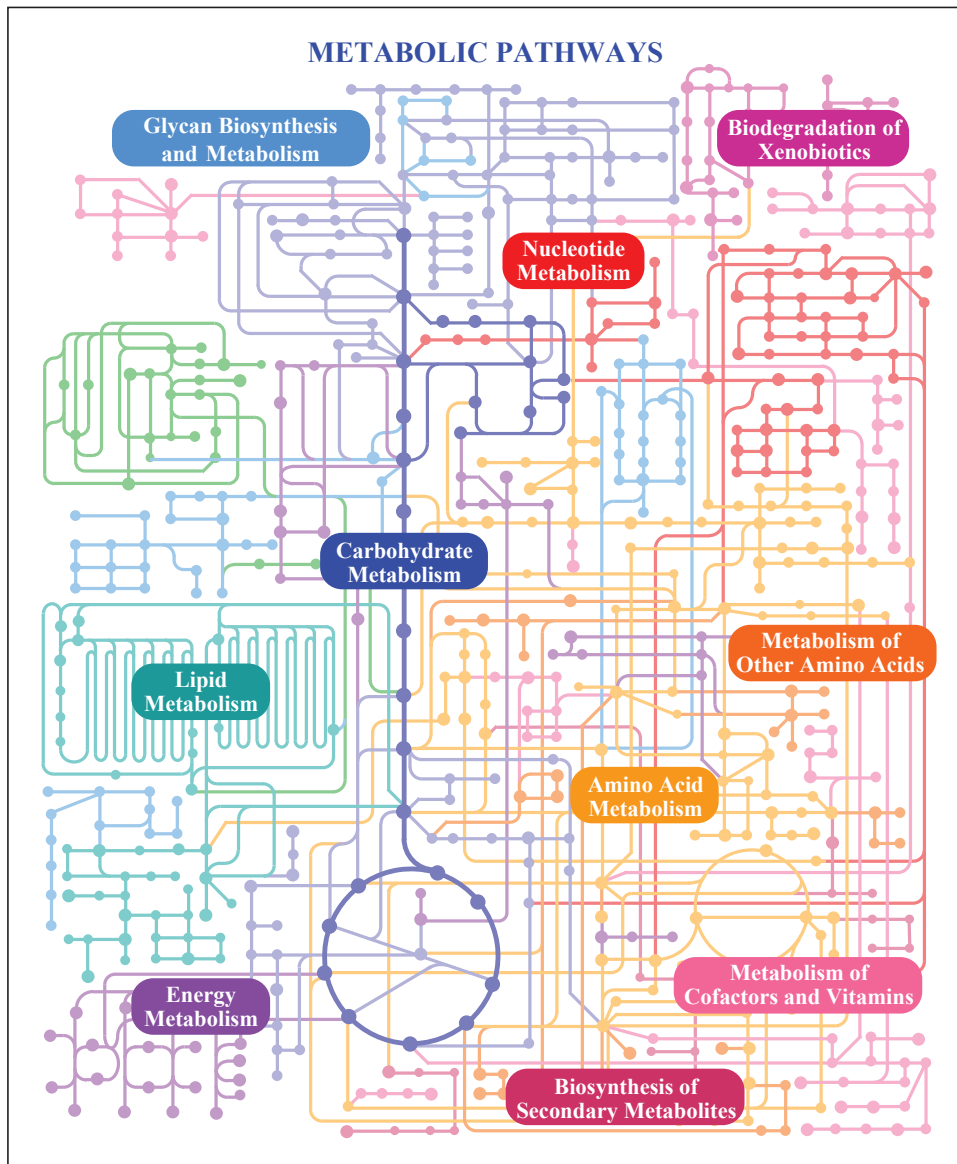 METABOLIC PATHWAYS
Glycan Biosynthesis
and Metabolism
Biodegradation of
Xenobiotics
Nucleotide
Metabolism
Carbohydrate
Metabolism
Lipid
Metabolism
Metabolism of
Other Amino Acids
Amino Acid
Metabolism
Energy
Metabolism
Metabolism of
Cofactors and Vitamins
Biosynthesis of
Secondary Metabolites